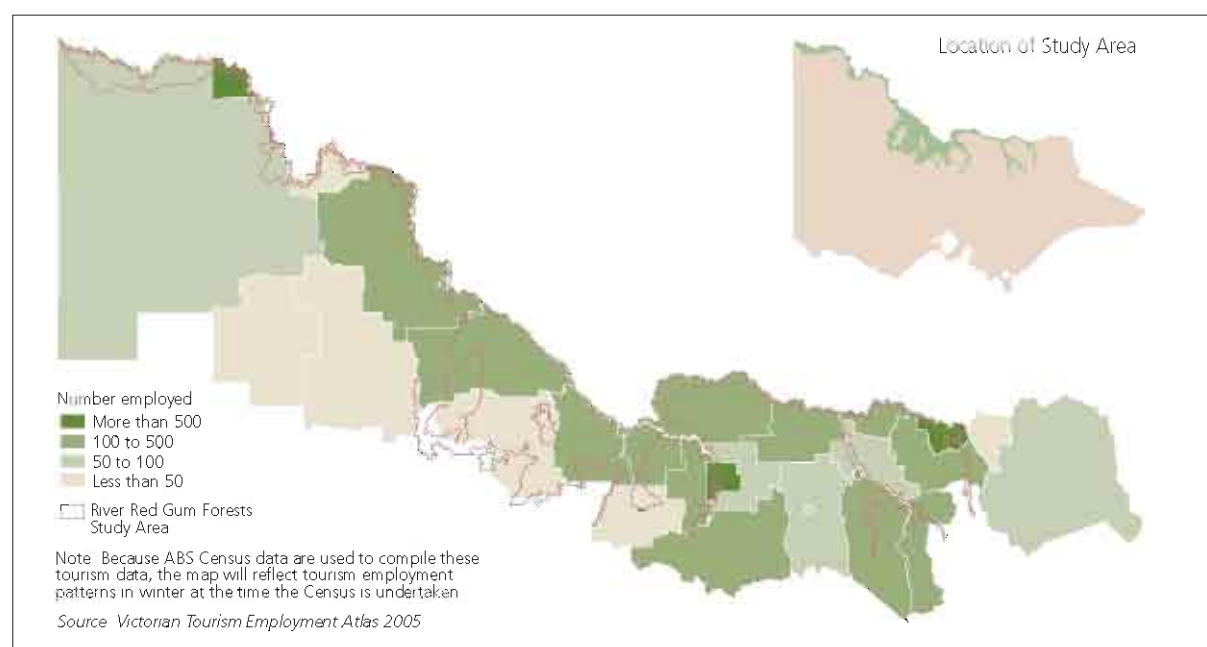 Location of Study Area
Number employed
More than 500
100 to 500
50 to 100
Less than 50
River Red Gum Forests
Study Area
Note Because ABS Census data are used to compile these
tourism data, the map will reflect tourism employment
patterns in winter at the time the Census is undertaken
Source Victorian Tourism Employment Atlas 2005